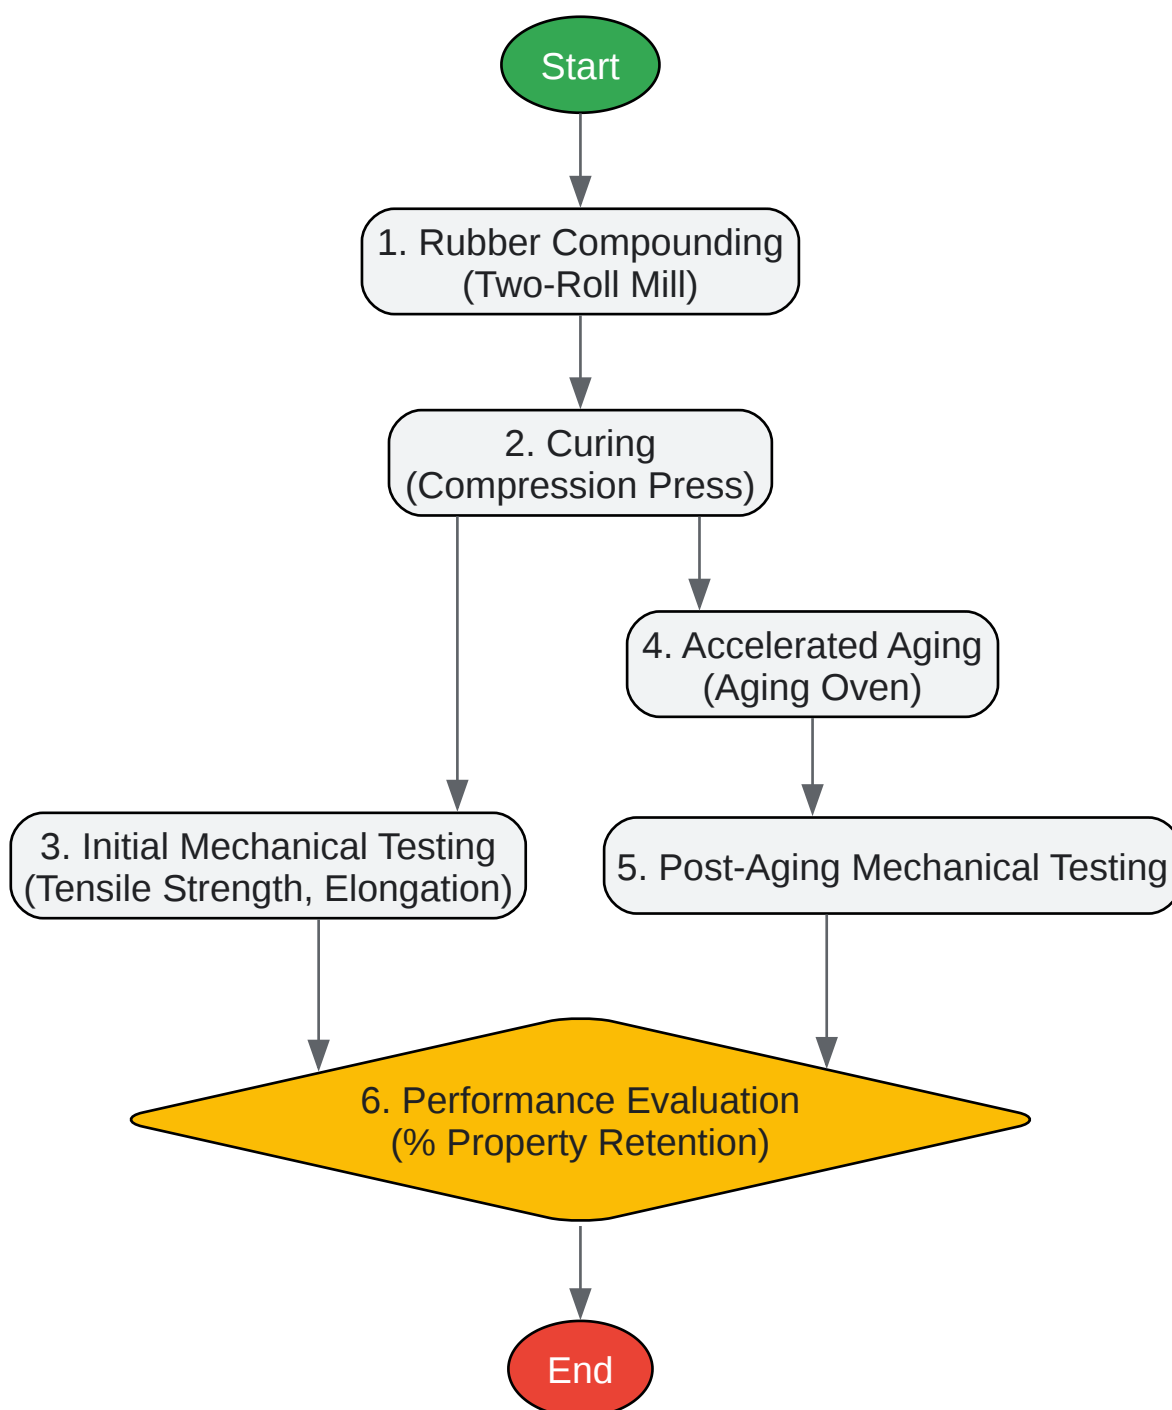 Start
1. Rubber Compounding
(Two-Roll Mill)
2. Curing
(Compression Press)
4. Accelerated Aging
(Aging Oven)
3. Initial Mechanical Testing
(Tensile Strength, Elongation)
5. Post-Aging Mechanical Testing
6. Performance Evaluation
(% Property Retention)
End